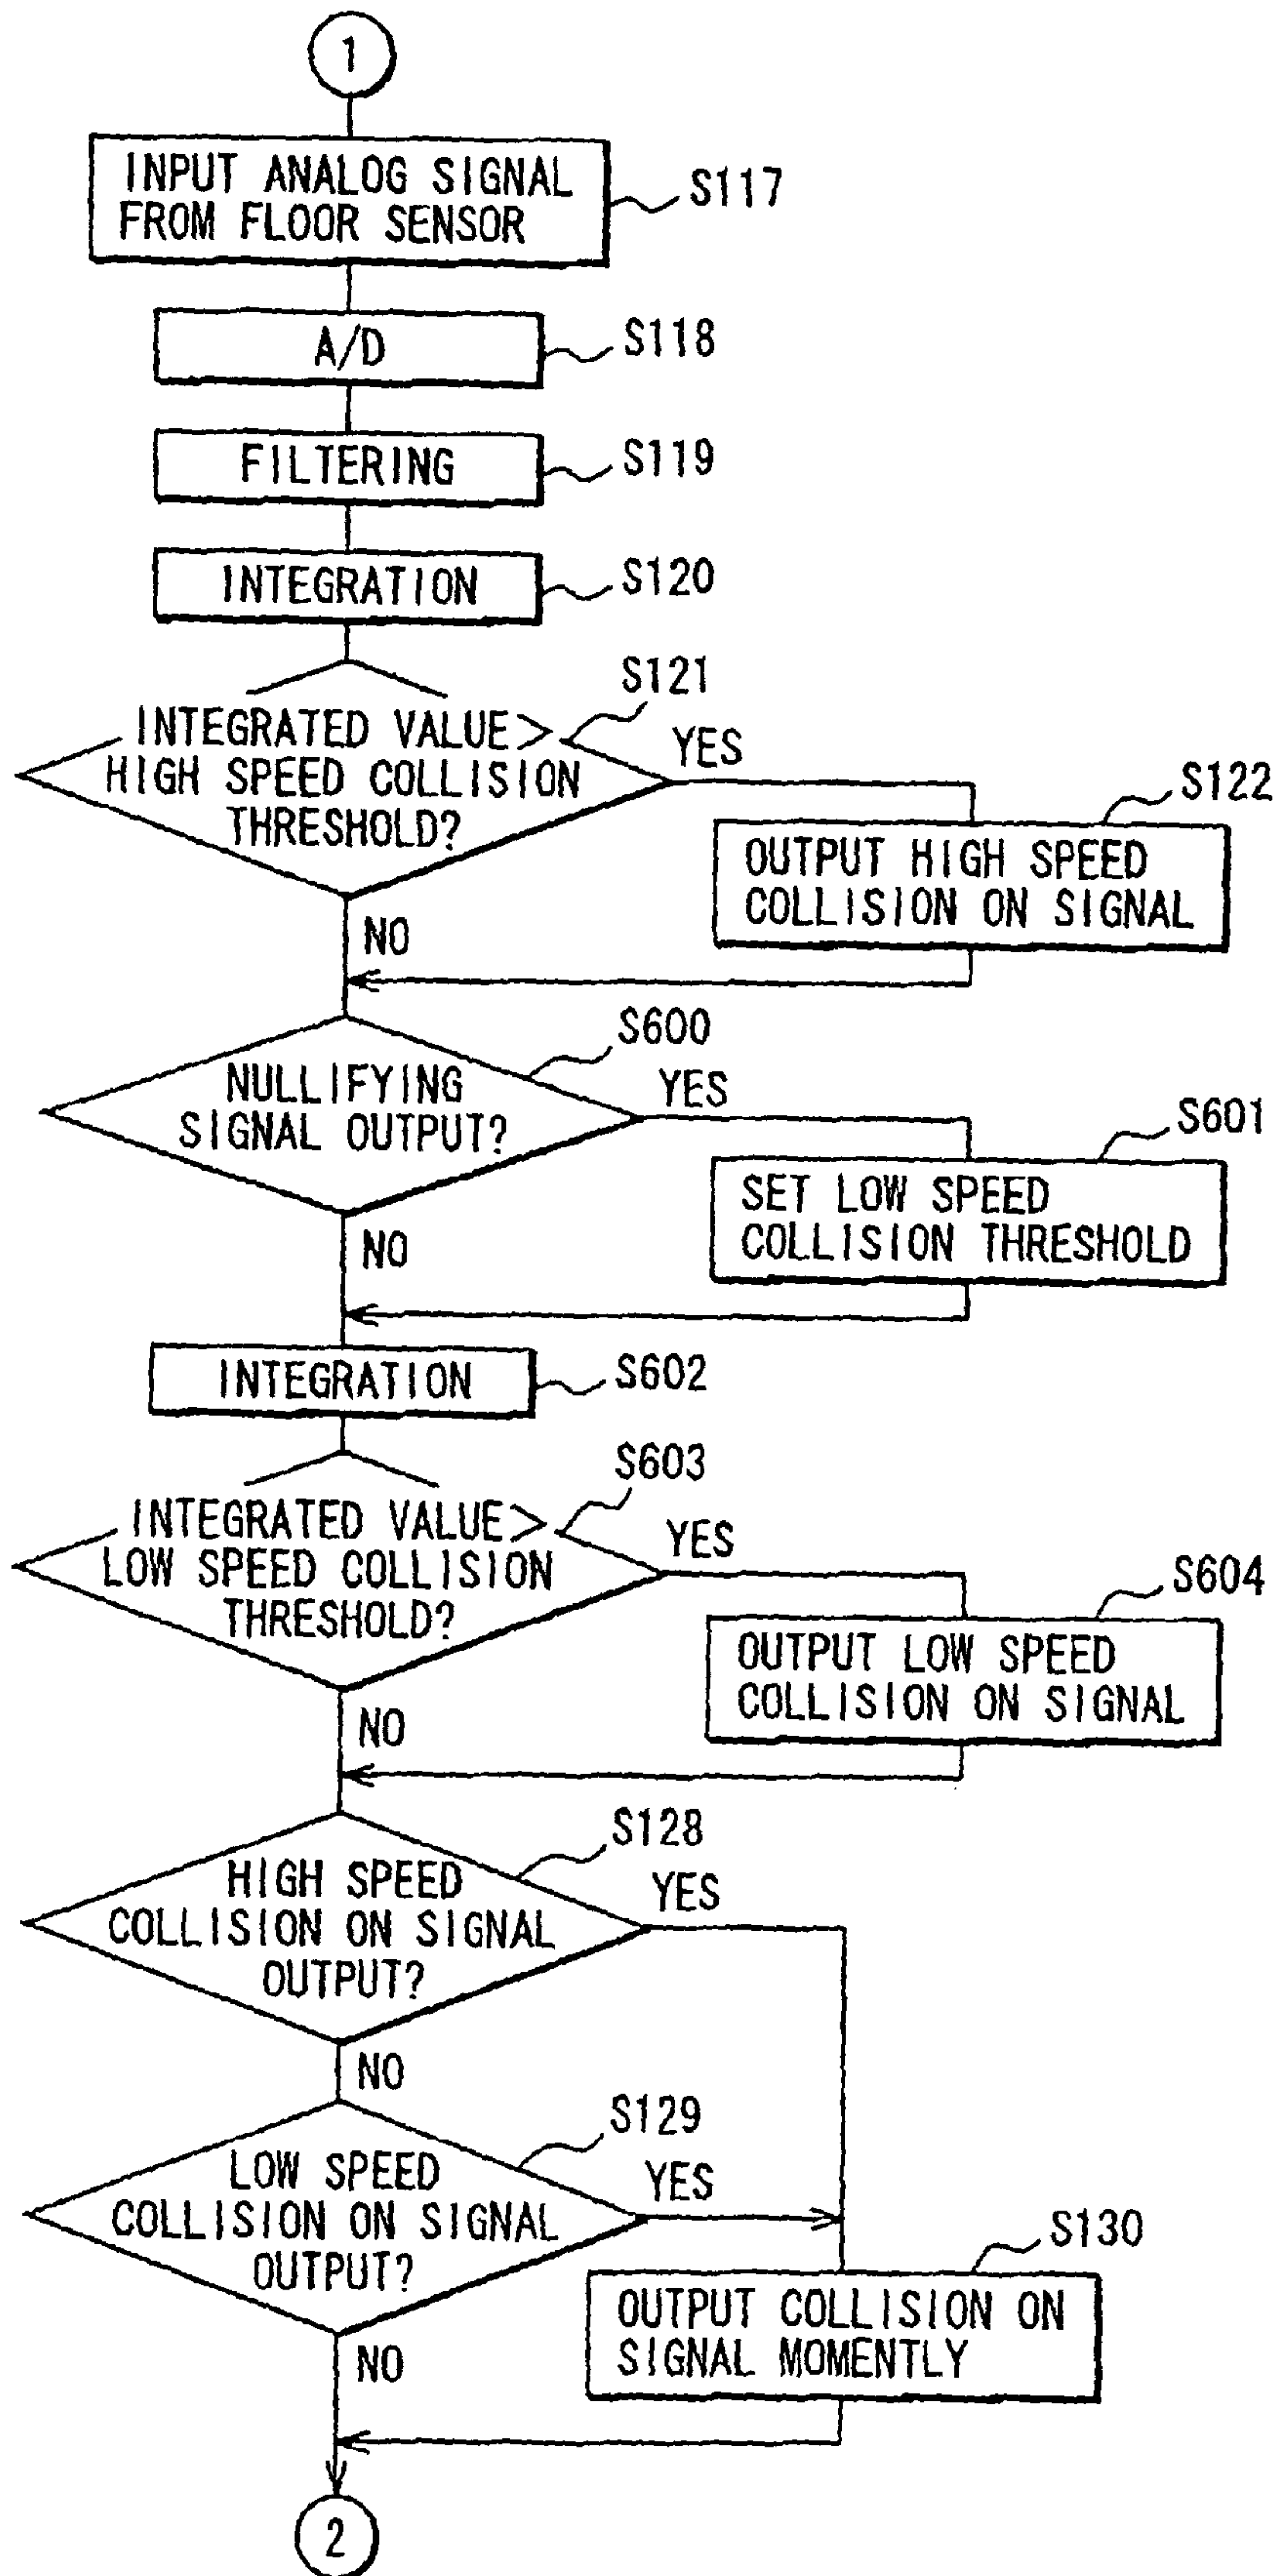 1
INPUT ANALOG SIGNAL
FROM FLOOR SENSOR
S117
A/D
S118
FILTERING
S119
INTEGRATION
S120
S121
INTEGRATED VALUE>
HIGH SPEED COLLISION
THRESHOLD?
YES
S122
OUTPUT HIGH SPEED
COLLISION ON SIGNAL
NO
S600
NULLIFYING
SIGNAL OUTPUT?
YES
S601
SET LOW SPEED
COLLISION THRESHOLD
NO
INTEGRATION
S602
S603
INTEGRATED VALUE>
LOW SPEED COLLISION
THRESHOLD?
YES
S604
OUTPUT LOW SPEED
COLLISION ON SIGNAL
NO
S128
HIGH SPEED
COLLISION ON SIGNAL
OUTPUT?
YES
NO
S129
LOW SPEED
COLLISION ON SIGNAL
OUTPUT?
YES
S130
OUTPUT COLLISION ON
SIGNAL MOMENTLY
NO
2